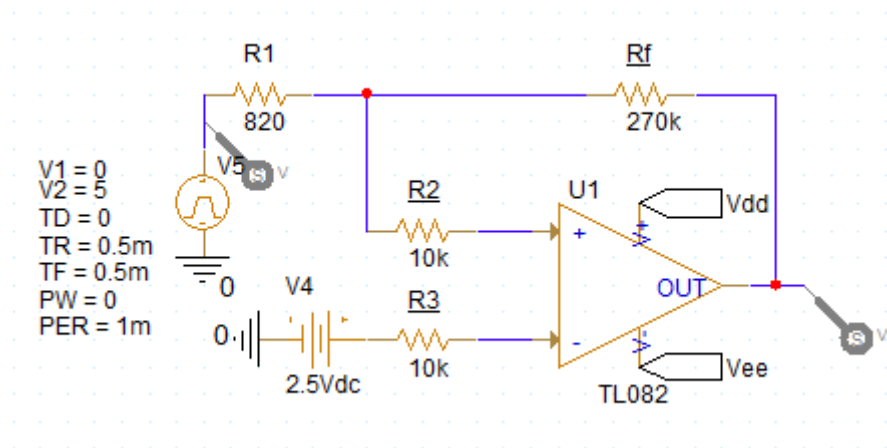 R1
Rf
820
270k
V5
V
V1 = 0
V2 = 5
TD = 0
TR = 0.5m
TF = 0.5m
PW = 0
PER = 1m
0
R2
10k
U1
+
Vdd
OUT
V4
0
2.5Vdc
R3
10k
-
Vee
TL082
V